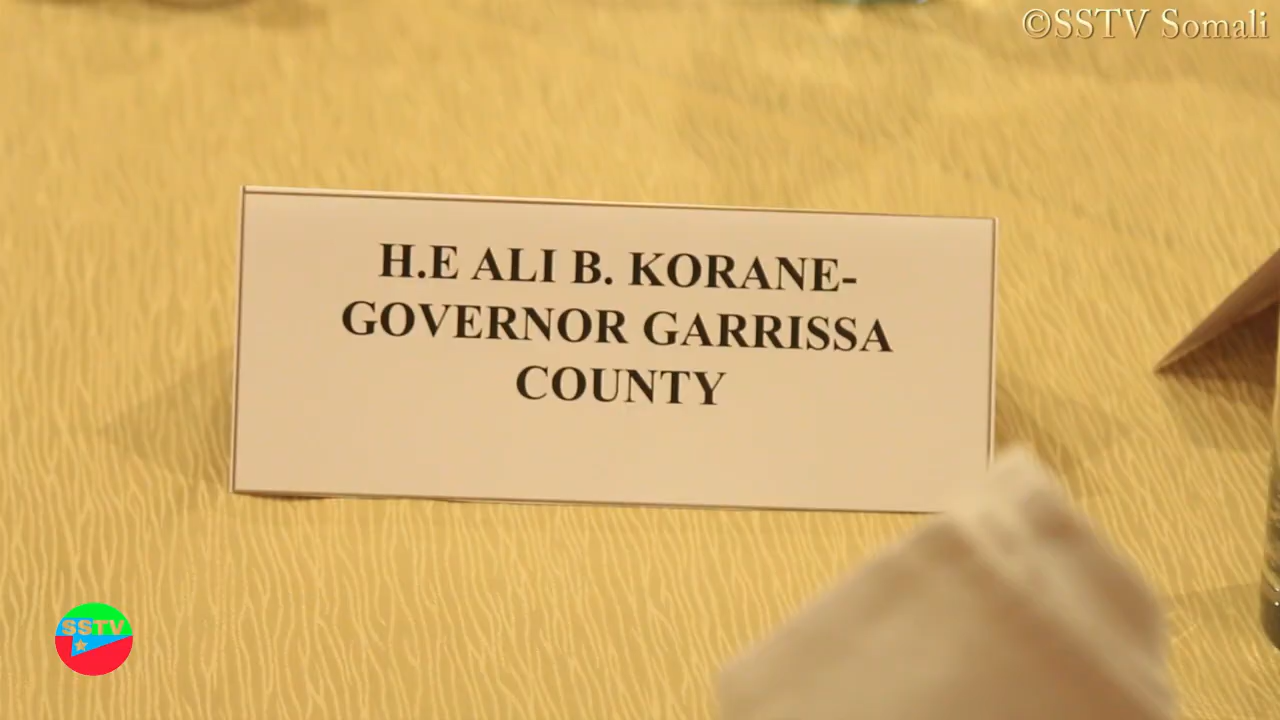 ©SSTV Somali
H.E ALI B. KORANE-
GOVERNOR GARRISSA
COUNTY
SSTV